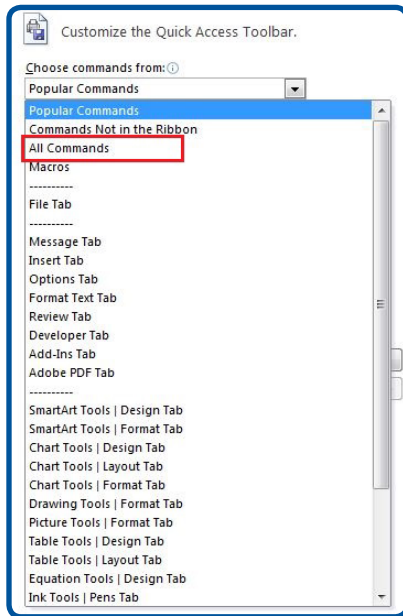 Customize the Quick Access Toolbar.
Choose commands from:
Popular Commands
Popular Commands
Commands Not in the Ribbon
All Commands
Macros
----------
File Tab
----------
Message Tab
Insert Tab
Options Tab
Format Text Tab
Review Tab
Developer Tab
Add-Ins Tab
Adobe PDF Tab
----------
SmartArt Tools | Design Tab
SmartArt Tools | Format Tab
Chart Tools | Design Tab
Chart Tools | Layout Tab
Chart Tools | Format Tab
Drawing Tools | Format Tab
Picture Tools | Format Tab
Table Tools | Design Tab
Table Tools | Layout Tab
Equation Tools | Design Tab
Ink Tools | Pens Tab